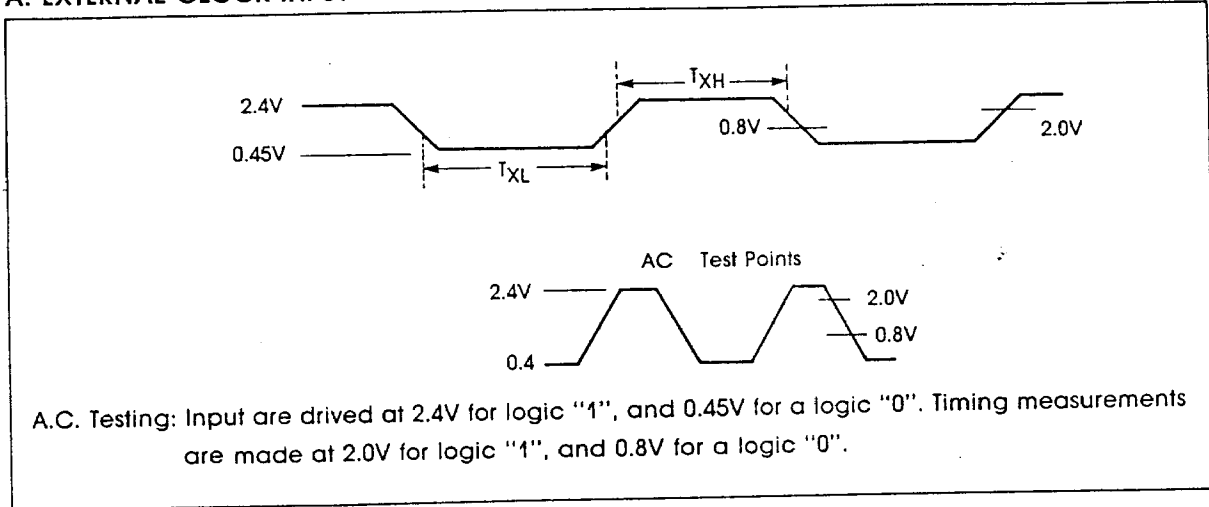 A. EXTERNAL CLOCK INPUT
TXH
2.4V
0.8V
2.0V
0.45V
TXL
AC Test Points
2.4V
2.0V
0.8V
0.4
A.C. Testing: Input are drived at 2.4V for logic "1", and 0.45V for a logic "0". Timing measurements
are made at 2.0V for logic "1", and 0.8V for a logic "0".